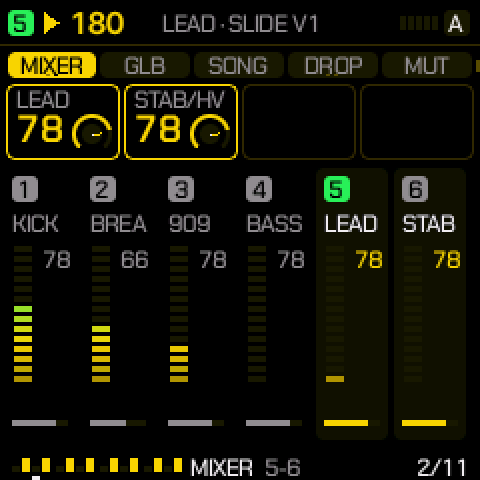 5 180 LEAD · SLIDE V1 A
MIXER GLB SONG DROP MUT
LEAD STAB/HV
78 78
1 2 3 4 5 6
KICK BREA 909 BASS LEAD STAB
78 66 78 78 78 78
MIXER 5-6 2/11